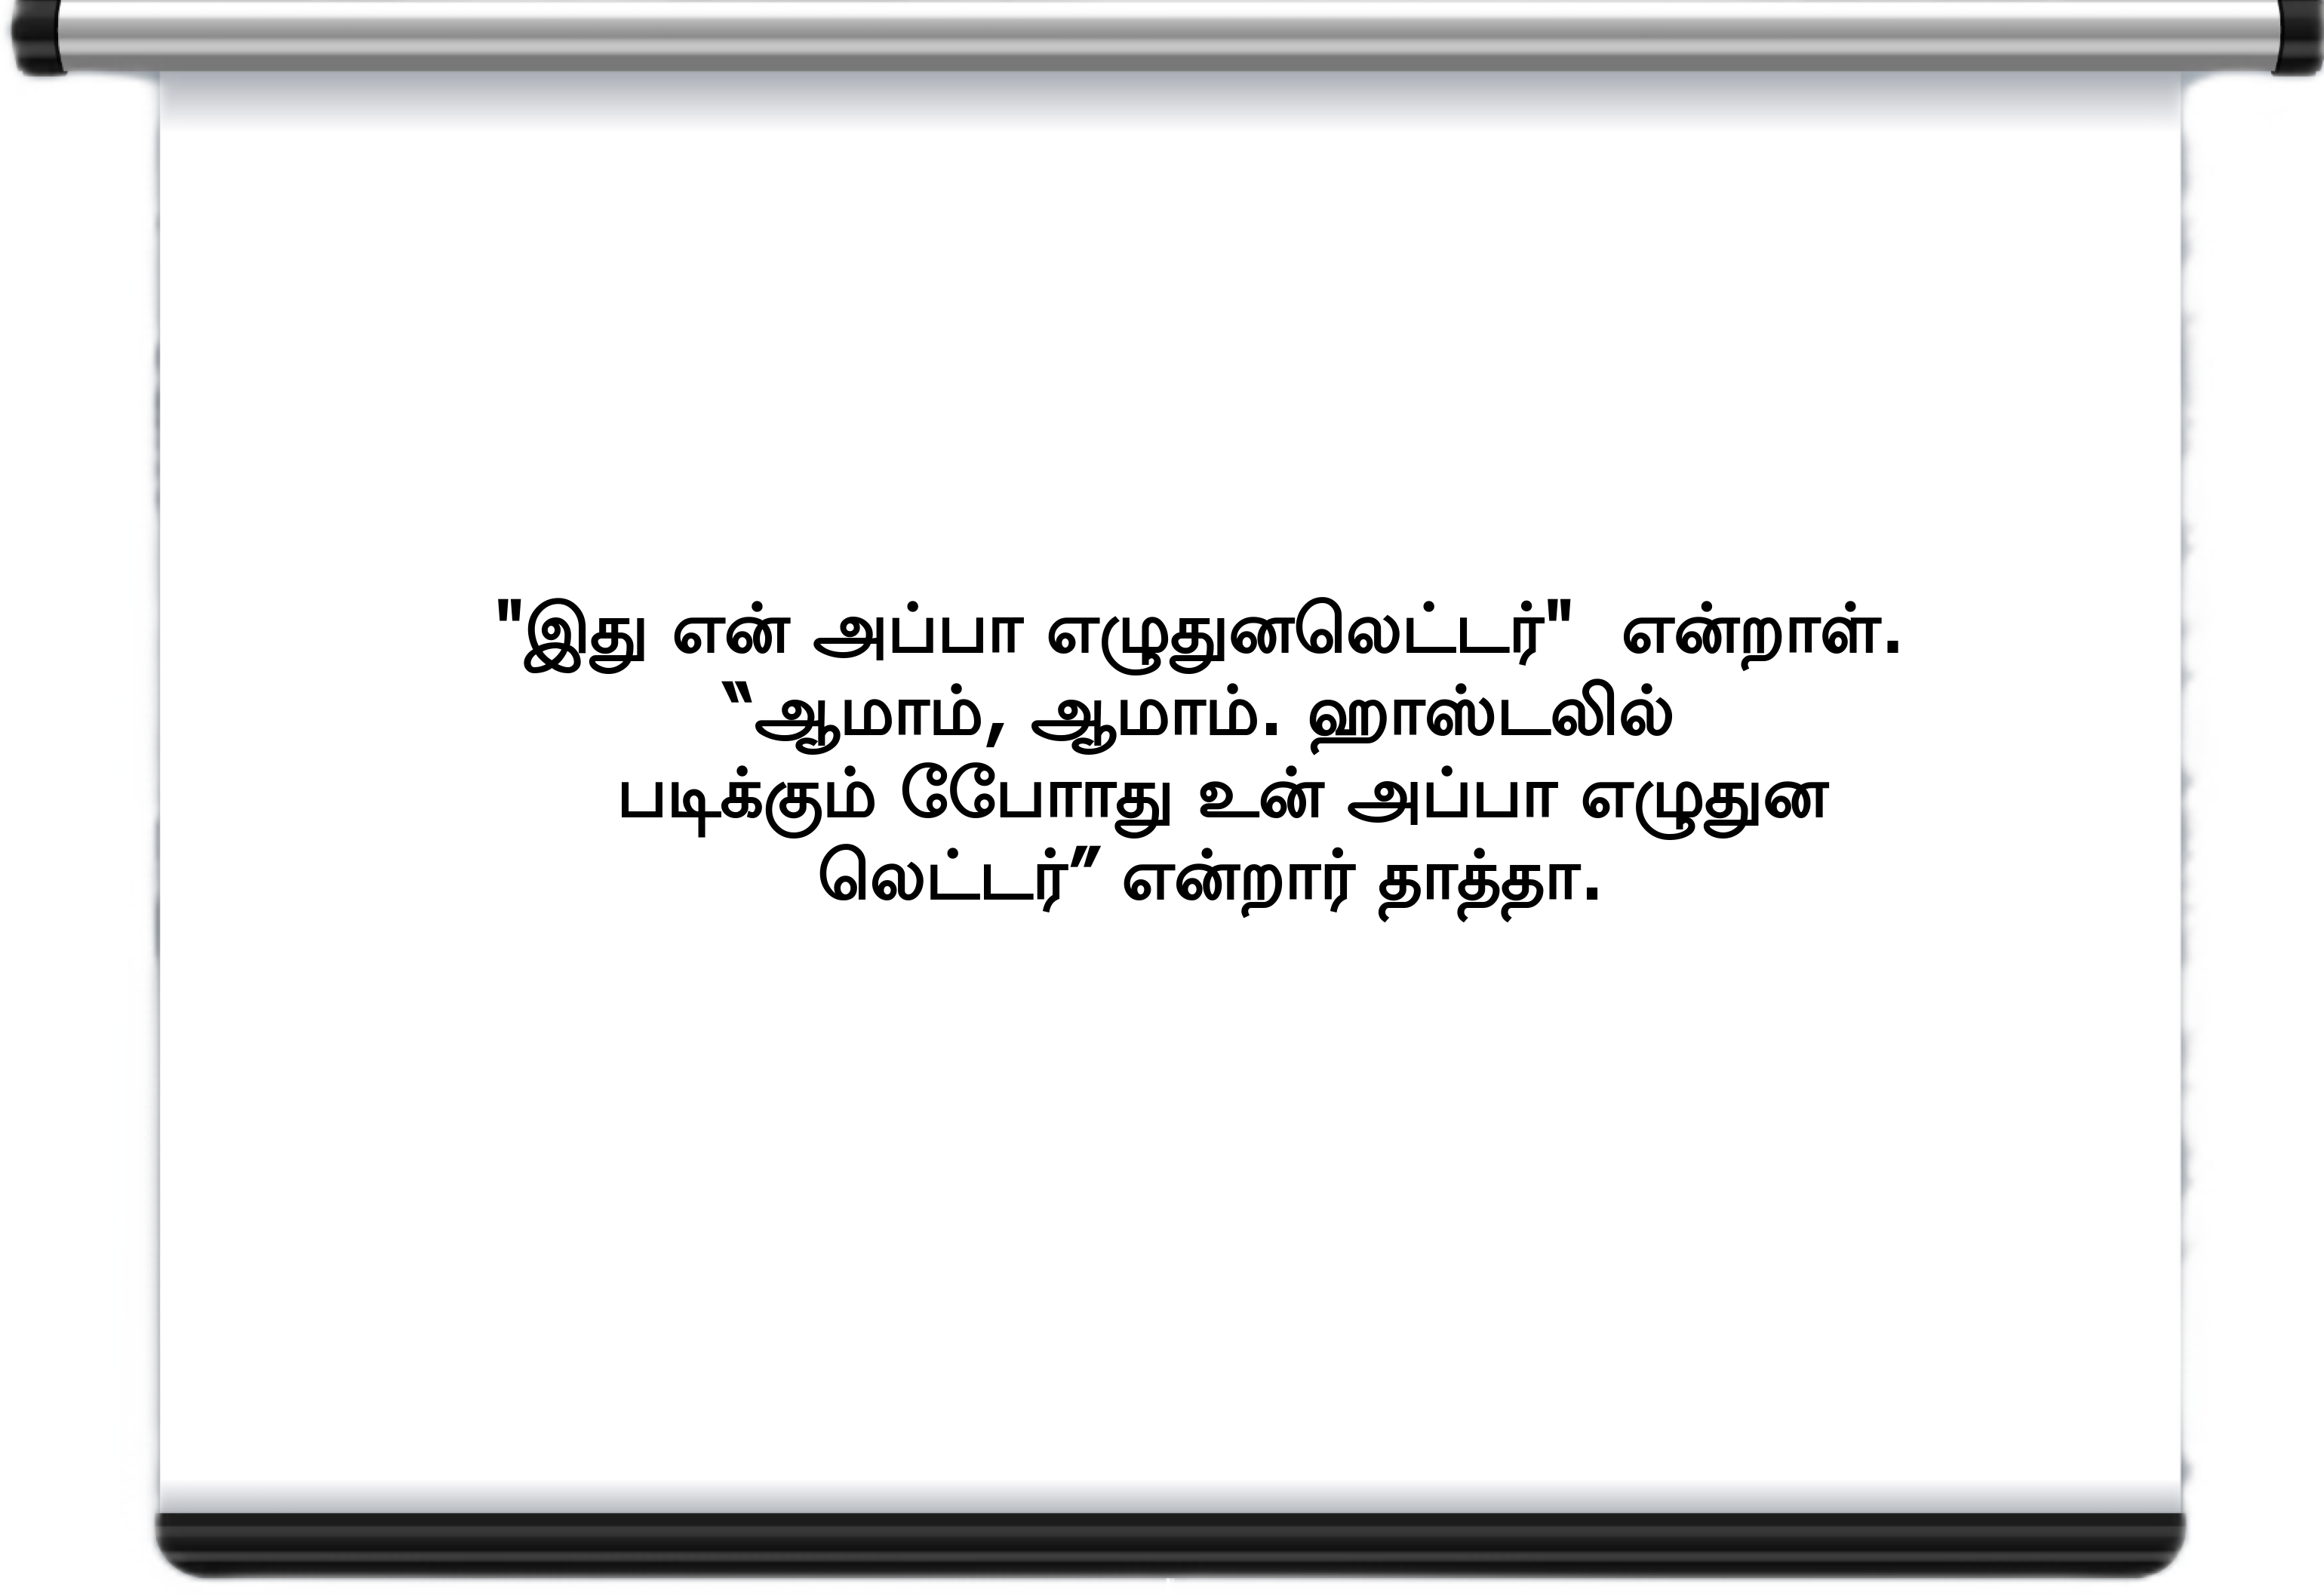 "இது என் அப்பா எழுதுனலெட்டர்"  என்றாள்.
“ஆமாம், ஆமாம். ஹாஸ்டலில்
படிக்கும் பேோது உன் அப்பா எழுதுன
லெட்டர்” என்றார் தாத்தா.